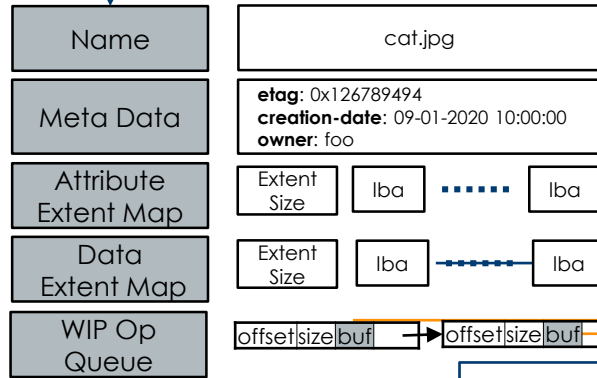 Name
cat.jpg
Meta Data
etag: 0x126789494
creation-date: 09-01-2020 10:00:00
owner: foo
Attribute
Extent Map
Extent
Size
lba
lba
Data
Extent Map
Extent
Size
lba
lba
WIP Op
Queue
offset size buf
offset size buf